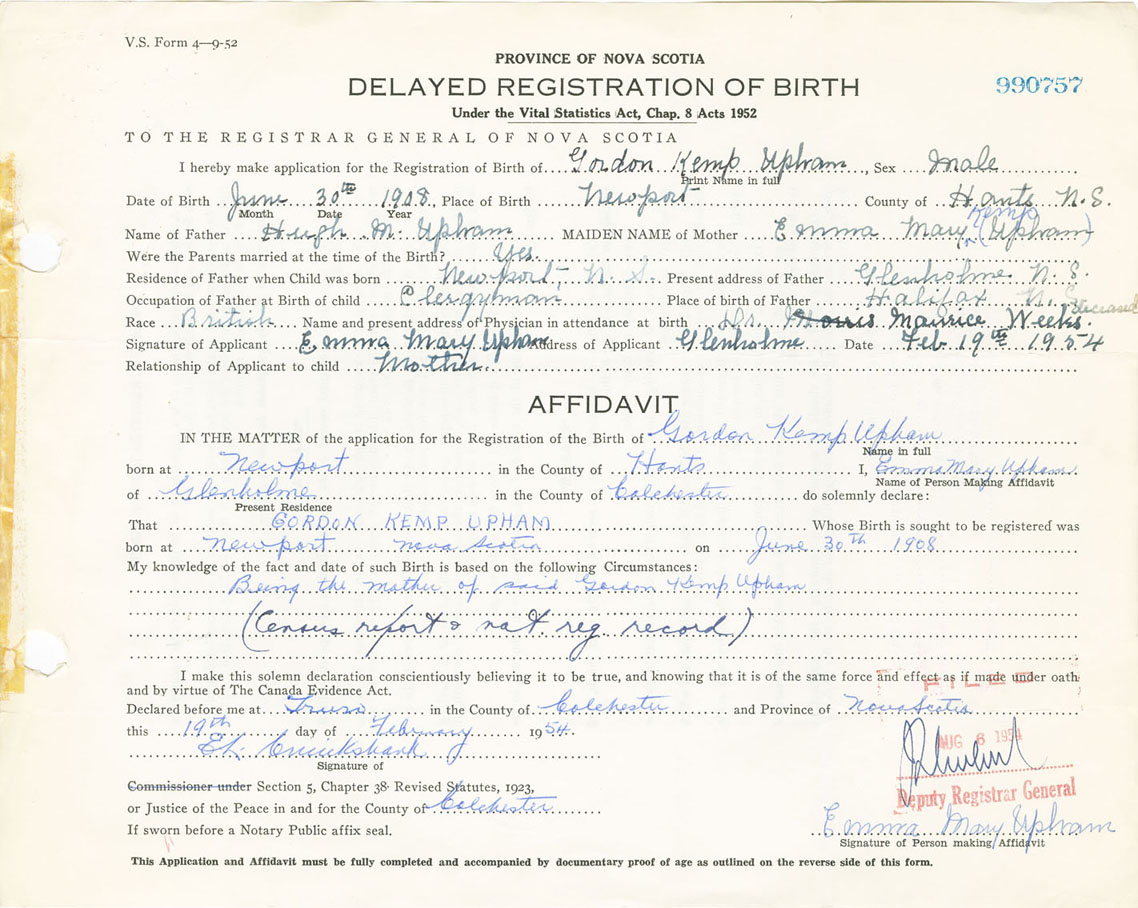 V.S. Form 4—9-52
PROVINCE OF NOVA SCOTIA
DELAYED REGISTRATION OF BIRTH
990757
Under the Vital Statistics Act, Chap. 8 Acts 1952
TO THE REGISTRAR GENERAL OF NOVA SCOTIA
I hereby make application for the Registration of Birth of Gordon Kemp Upham, Sex Male
Print Name in full
Date of Birth June 30th 1908, Place of Birth Newport County of Hants N.S.
Month Date Year
Kemp
Name of Father Hugh M. Upham MAIDEN NAME of Mother Emma Mary (Upham)
Were the Parents married at the time of the Birth? Yes.
Residence of Father when Child was born Newport, N.S. Present address of Father Glenholme N.S.
Occupation of Father at Birth of child Clergyman Place of birth of Father Halifax N.S.
deceased
Race British Name and present address of Physician in attendance at birth Dr. Maurice Weeks.
Signature of Applicant Emma Mary Upham Address of Applicant Glenholme Date Feb 19th 1954
Relationship of Applicant to child Mother
AFFIDAVIT
IN THE MATTER of the application for the Registration of the Birth of Gordon Kemp Upham
Name in full
born at Newport in the County of Hants I, Emma Mary Upham
Name of Person Making Affidavit
of Glenholme in the County of Colchester do solemnly declare:
Present Residence
That GORDON KEMP UPHAM Whose Birth is sought to be registered was
born at Newport Nova Scotia on June 30th 1908
My knowledge of the fact and date of such Birth is based on the following Circumstances:
Being the mother of said Gordon Kemp Upham
(Census report & nat. reg. record)
I make this solemn declaration conscientiously believing it to be true, and knowing that it is of the same force and effect as if made under oath
and by virtue of The Canada Evidence Act.
FILED
Declared before me at Truro in the County of Colchester and Province of Nova Scotia
this 19th day of February 1954.
AUG 6 1954
Cruickshank
Signature of
Commissioner under Section 5, Chapter 38 Revised Statutes, 1923,
Deputy Registrar General
or Justice of the Peace in and for the County of Colchester
Emma Mary Upham
If sworn before a Notary Public affix seal.
Signature of Person making Affidavit
This Application and Affidavit must be fully completed and accompanied by documentary proof of age as outlined on the reverse side of this form.